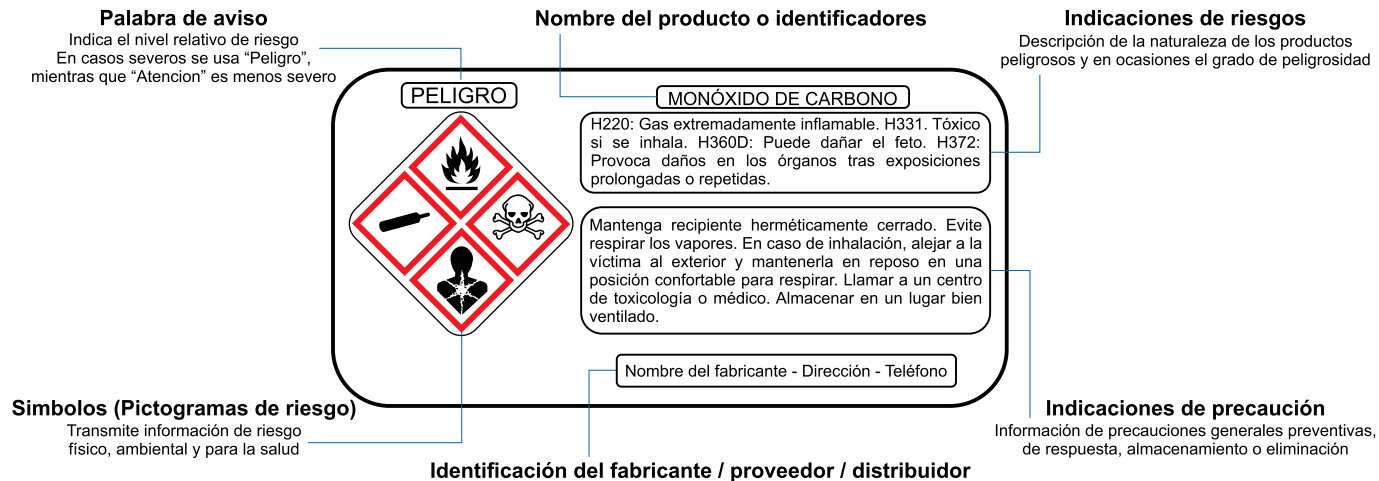 Palabra de aviso
Indica el nivel relativo de riesgo
En casos severos se usa “Peligro”,
mientras que “Atencion” es menos severo
Nombre del producto o identificadores
Indicaciones de riesgos
Descripción de la naturaleza de los productos
peligrosos y en ocasiones el grado de peligrosidad
PELIGRO
MONÓXIDO DE CARBONO
H220: Gas extremadamente inflamable. H331. Tóxico
si se inhala. H360D: Puede dañar el feto. H372:
Provoca daños en los órganos tras exposiciones
prolongadas o repetidas.
Mantenga recipiente herméticamente cerrado. Evite
respirar los vapores. En caso de inhalación, alejar a la
víctima al exterior y mantenerla en reposo en una
posición confortable para respirar. Llamar a un centro
de toxicología o médico. Almacenar en un lugar bien
ventilado.
Nombre del fabricante - Dirección - Teléfono
Simbolos (Pictogramas de riesgo)
Transmite información de riesgo
físico, ambiental y para la salud
Indicaciones de precaución
Información de precauciones generales preventivas,
de respuesta, almacenamiento o eliminación
Identificación del fabricante / proveedor / distribuidor